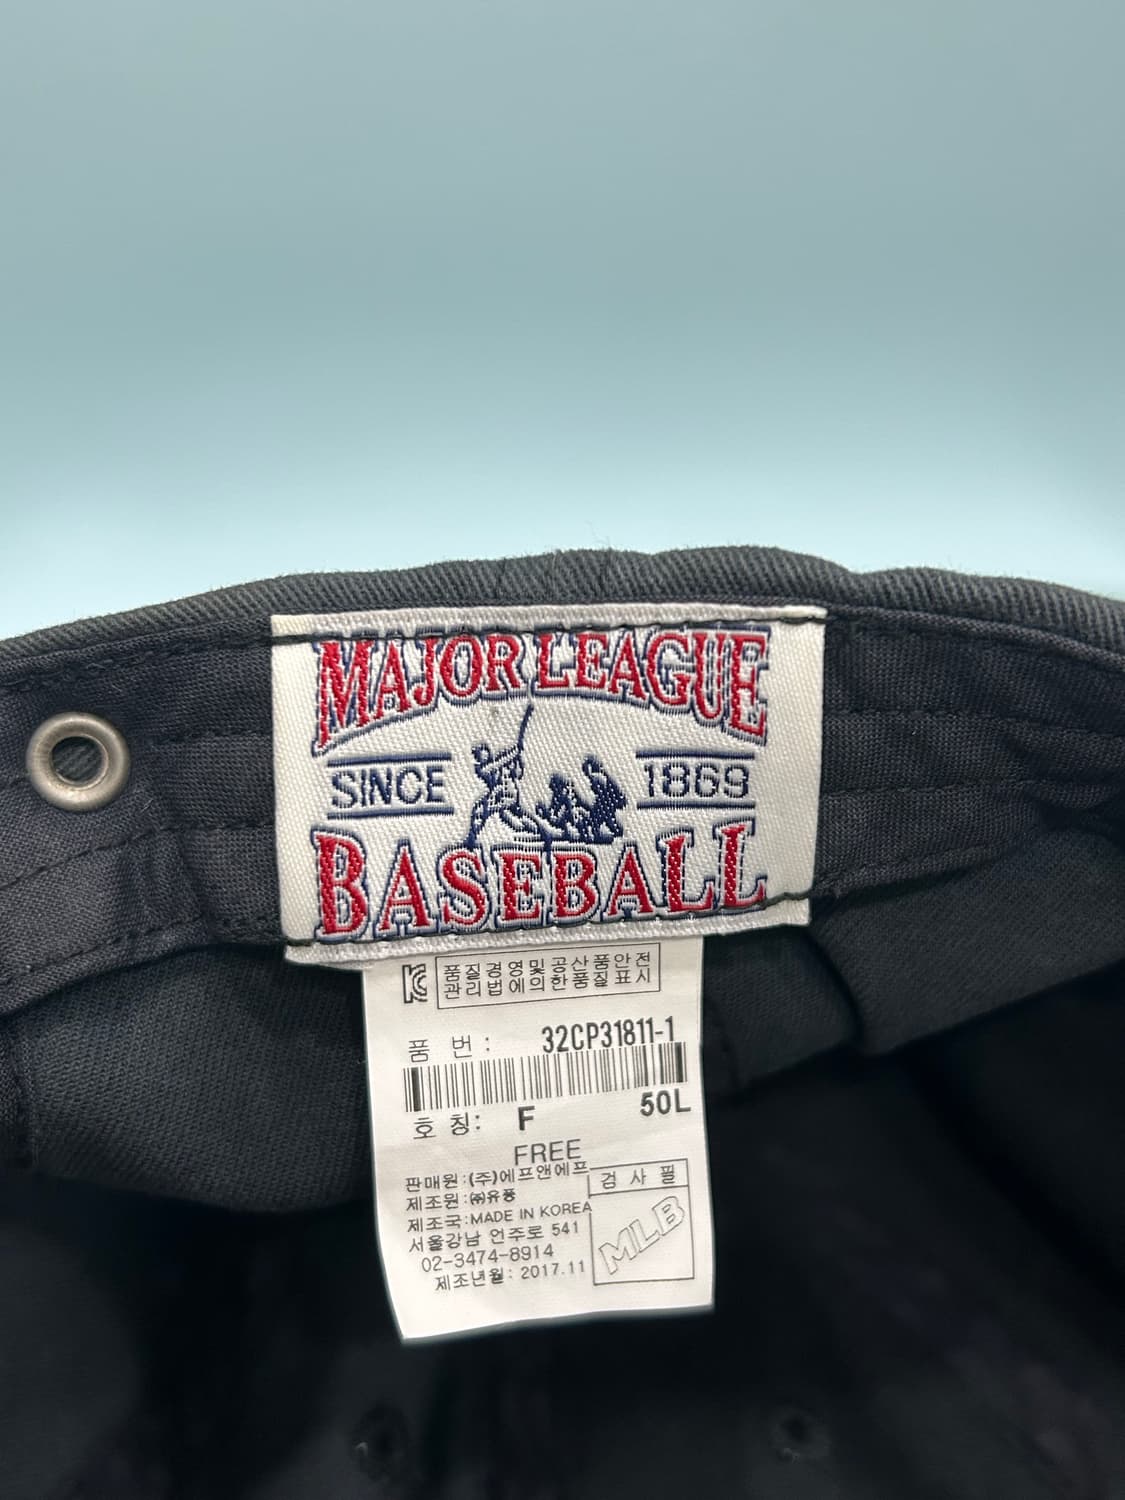 MAJOR LEAGUE
SINCE 1869
BASEBALL
품질경영및공산품안전
관리법에의한품질표시
품 번: 32CP31811-1
호 칭: F 50L
FREE
판매원:(주)에프앤에프
제조원:㈜유풍
제조국:MADE IN KOREA
서울강남 언주로 541
02-3474-8914
제조년월: 2017.11
검 사 필
MLB